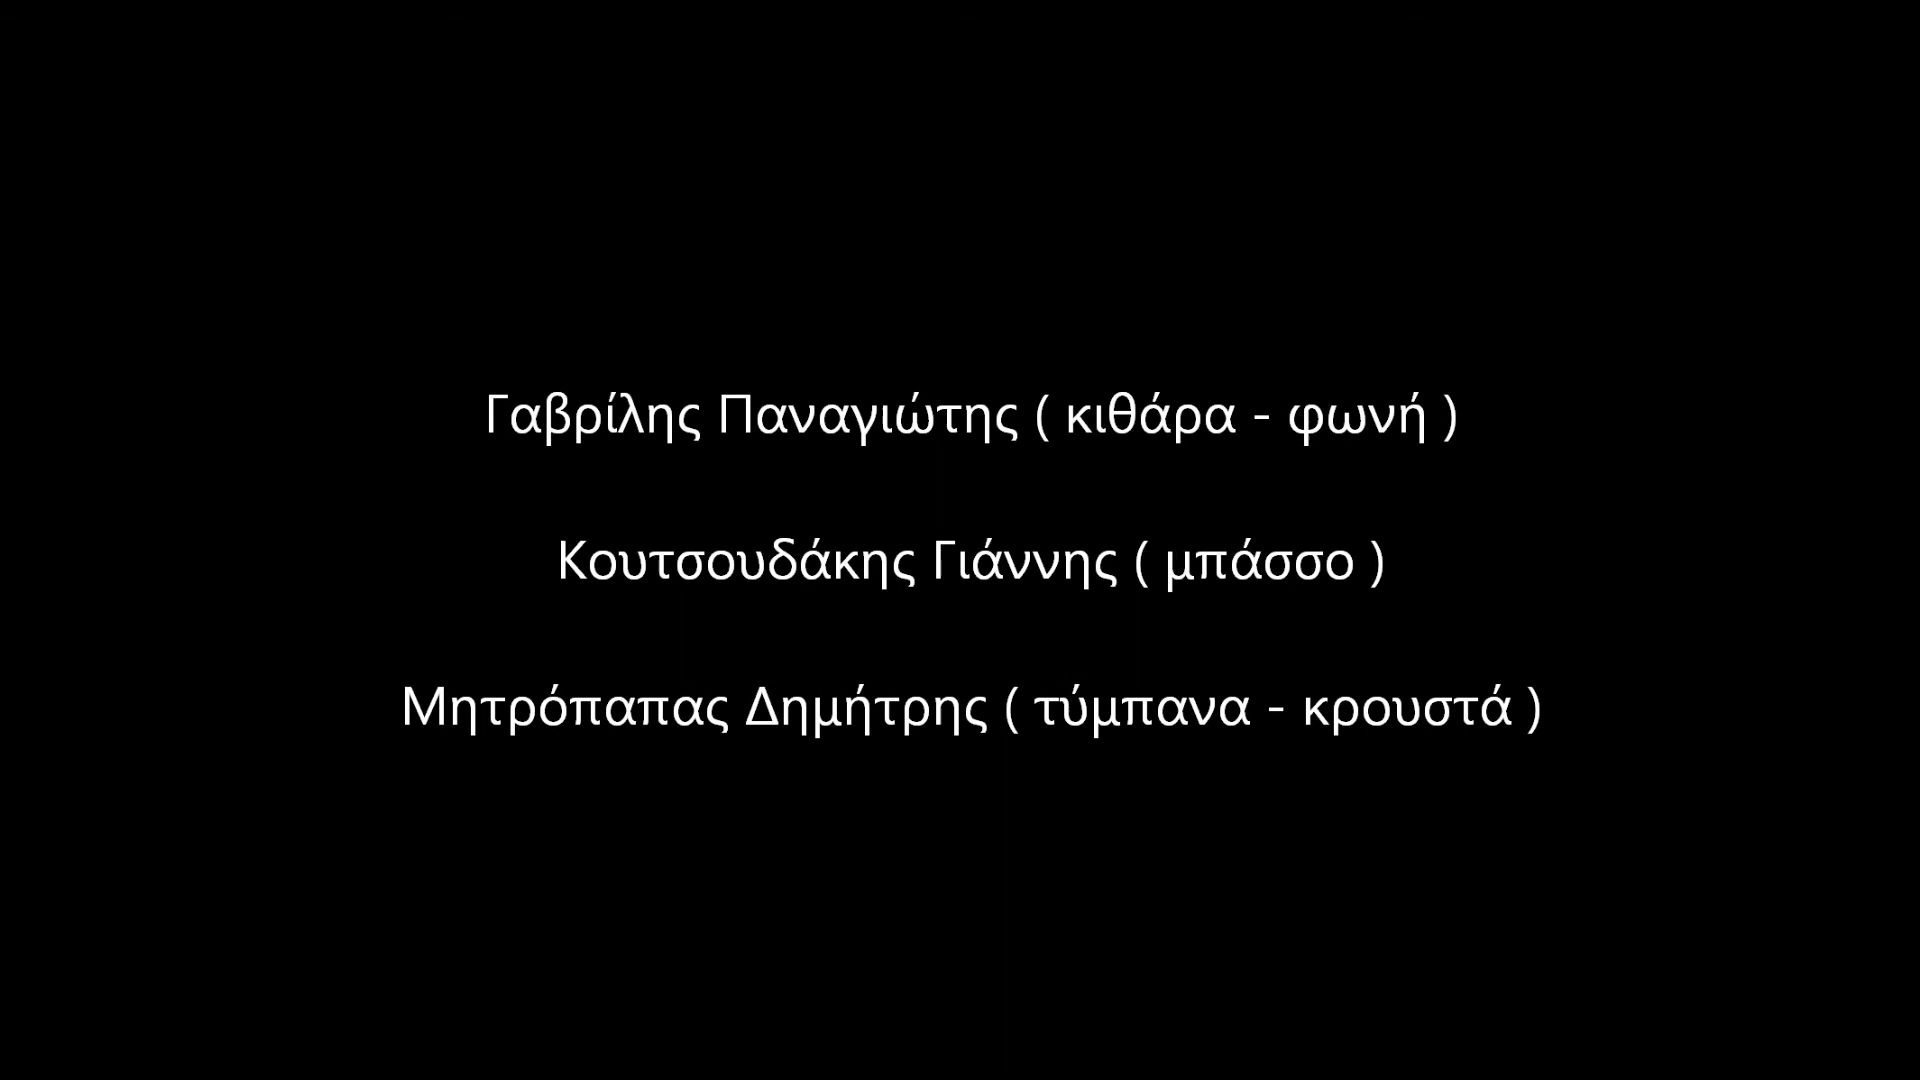 Γαβρίλης Παναγιώτης ( κιθάρα - φωνή )
Κουτσουδάκης Γιάννης ( μπάσσο )
Μητρόπαπας Δημήτρης ( τύμπανα - κρουστά )